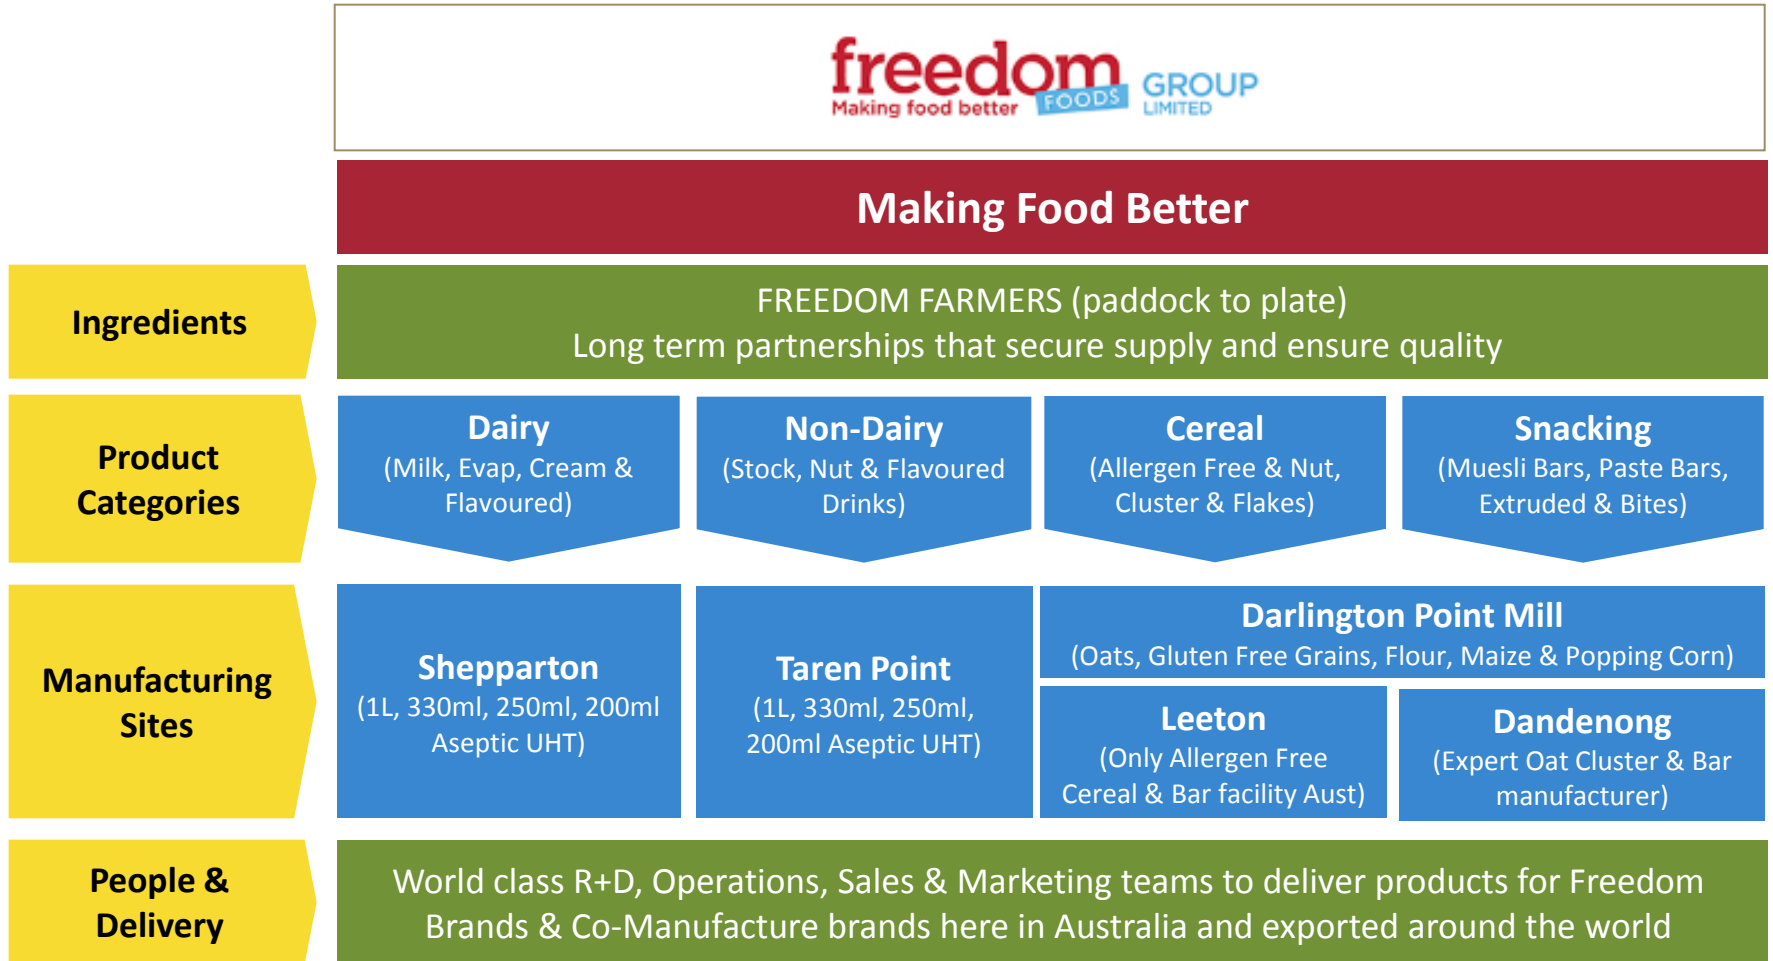 freedom
FOODS
Making food better
GROUP
LIMITED
Making Food Better
Ingredients
FREEDOM FARMERS (paddock to plate)
Long term partnerships that secure supply and ensure quality
Product
Categories
Dairy
(Milk, Evap, Cream &
Flavoured)
Non-Dairy
(Stock, Nut & Flavoured
Drinks)
Cereal
(Allergen Free & Nut,
Cluster & Flakes)
Snacking
(Muesli Bars, Paste Bars,
Extruded & Bites)
Manufacturing
Sites
Shepparton
(1L, 330ml, 250ml, 200ml
Aseptic UHT)
Taren Point
(1L, 330ml, 250ml,
200ml Aseptic UHT)
Darlington Point Mill
(Oats, Gluten Free Grains, Flour, Maize & Popping Corn)
Leeton
(Only Allergen Free
Cereal & Bar facility Aust)
Dandenong
(Expert Oat Cluster & Bar
manufacturer)
People &
Delivery
World class R+D, Operations, Sales & Marketing teams to deliver products for Freedom
Brands & Co-Manufacture brands here in Australia and exported around the world